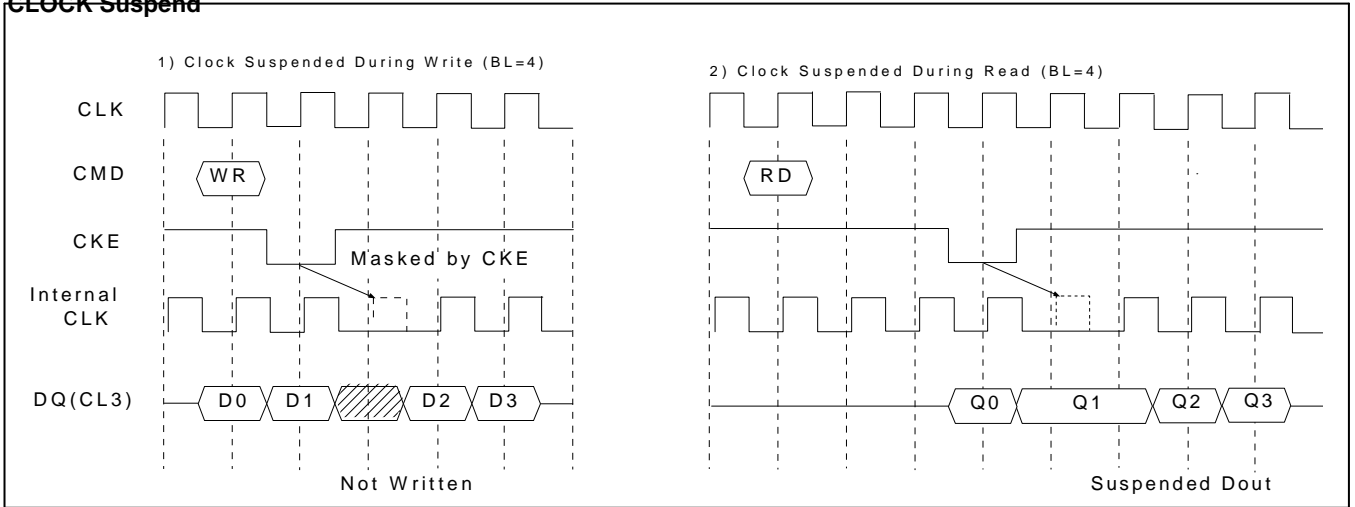 CLOCK Suspend
1) Clock Suspended During Write (BL=4)
2) Clock Suspended During Read (BL=4)
CLK
CMD
WR
RD
CKE
Masked by CKE
Internal
CLK
DQ(CL3)
D0 D1 D2 D3
Q0 Q1 Q2 Q3
Not Written
Suspended Dout